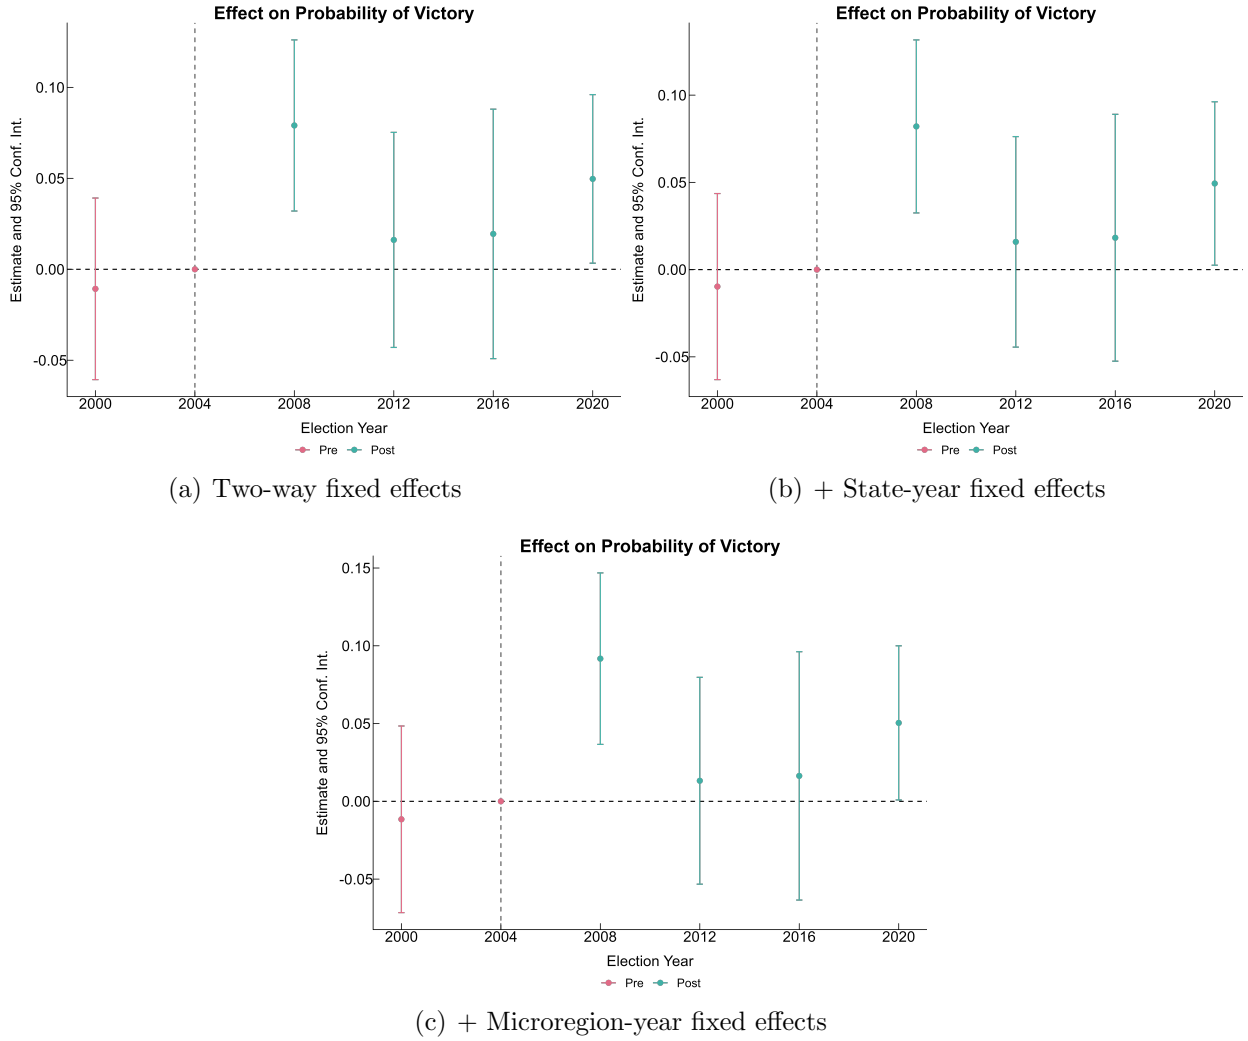 Effect on Probability of Victory
Estimate and 95% Conf. Int.
0.10
0.05
0.00
-0.05
2000 2004 2008 2012 2016 2020
Election Year
Pre Post
(a) Two-way fixed effects
Effect on Probability of Victory
Estimate and 95% Conf. Int.
0.10
0.05
0.00
-0.05
2000 2004 2008 2012 2016 2020
Election Year
Pre Post
(b) + State-year fixed effects
Effect on Probability of Victory
Estimate and 95% Conf. Int.
0.15
0.10
0.05
0.00
-0.05
2000 2004 2008 2012 2016 2020
Election Year
Pre Post
(c) + Microregion-year fixed effects